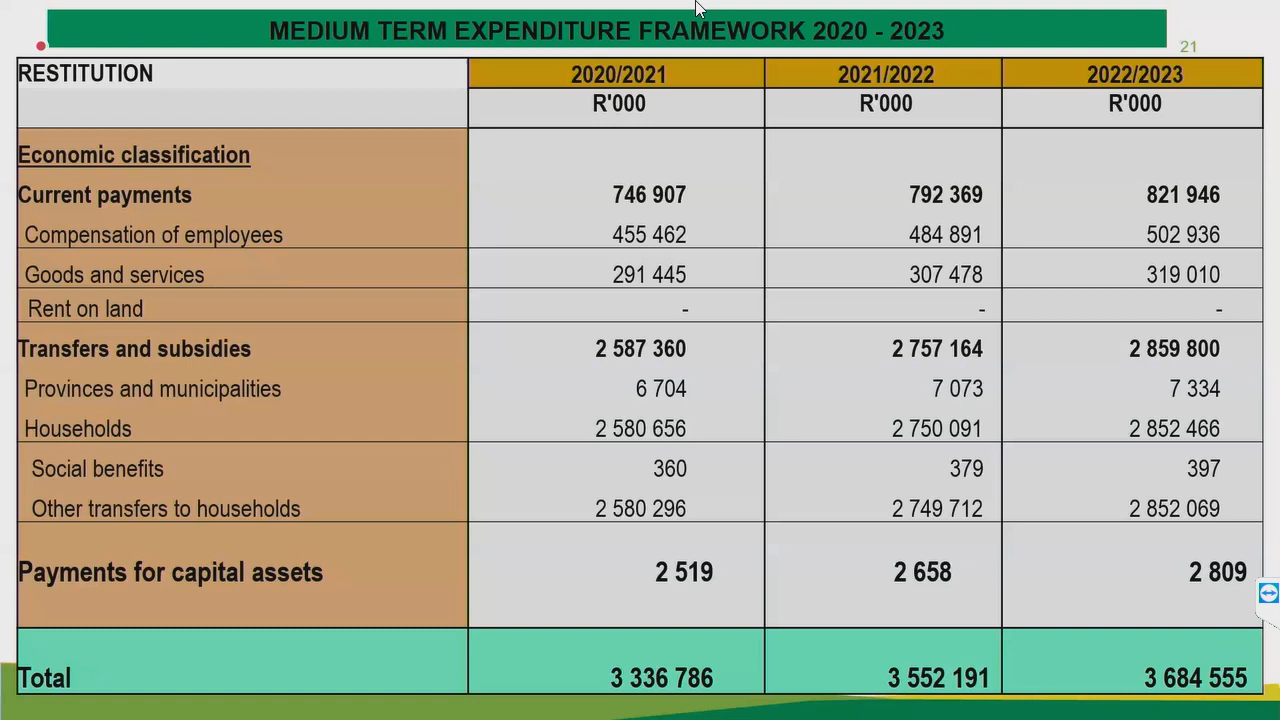 MEDIUM TERM EXPENDITURE FRAMEWORK 2020 - 2023
21
RESTITUTION 2020/2021 2021/2022 2022/2023
R'000 R'000 R'000
Economic classification
Current payments 746 907 792 369 821 946
Compensation of employees 455 462 484 891 502 936
Goods and services 291 445 307 478 319 010
Rent on land - - -
Transfers and subsidies 2 587 360 2 757 164 2 859 800
Provinces and municipalities 6 704 7 073 7 334
Households 2 580 656 2 750 091 2 852 466
Social benefits 360 379 397
Other transfers to households 2 580 296 2 749 712 2 852 069
Payments for capital assets 2 519 2 658 2 809
Total 3 336 786 3 552 191 3 684 555